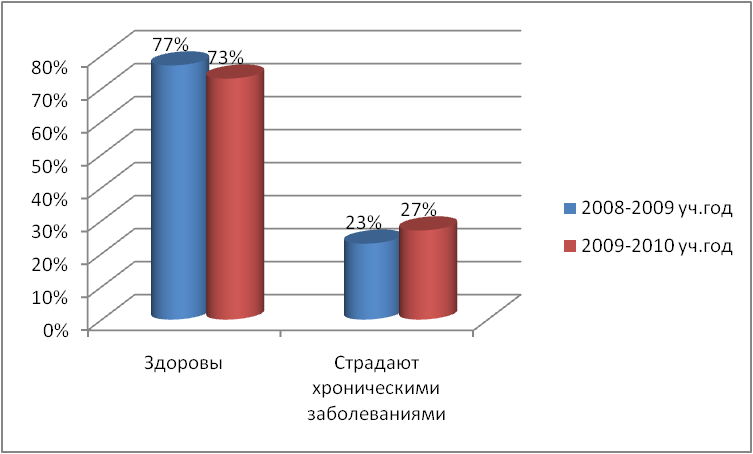 77%
73%
80%
70%
60%
50%
40%
30%
20%
10%
0%
23%
27%
Здоровы
Страдают
хроническими
заболеваниями
2008-2009 уч.год
2009-2010 уч.год